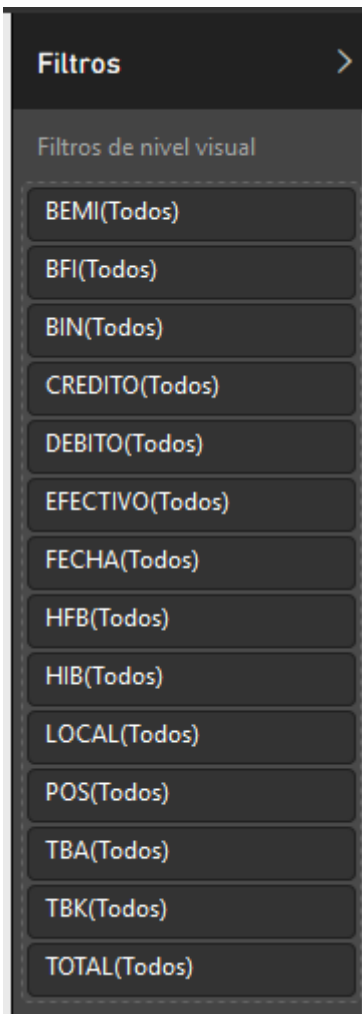 Filtros
Filtros de nivel visual
BEMI(Todos)
BFI(Todos)
BIN(Todos)
CREDITO(Todos)
DEBITO(Todos)
EFECTIVO(Todos)
FECHA(Todos)
HFB(Todos)
HIB(Todos)
LOCAL(Todos)
POS(Todos)
TBA(Todos)
TBK(Todos)
TOTAL(Todos)